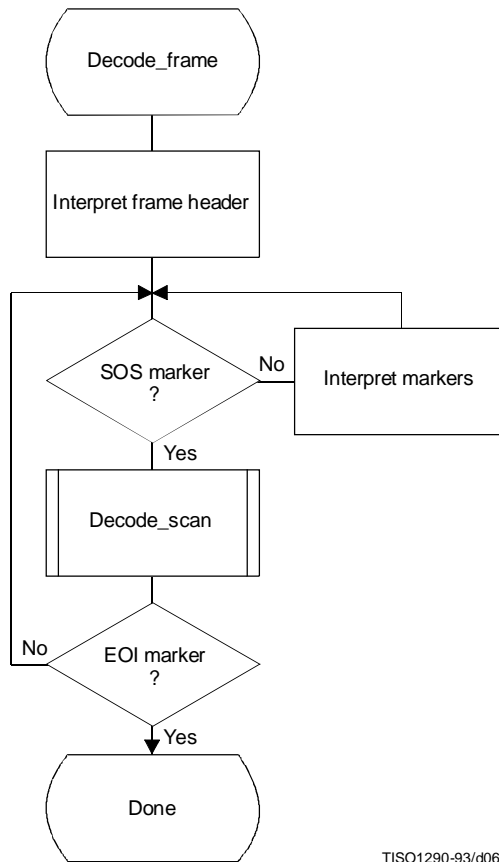 Decode_frame
Interpret frame header
SOS marker
?
No
Interpret markers
Yes
Decode_scan
No
EOI marker
?
Yes
Done
TISO1290-93/d06